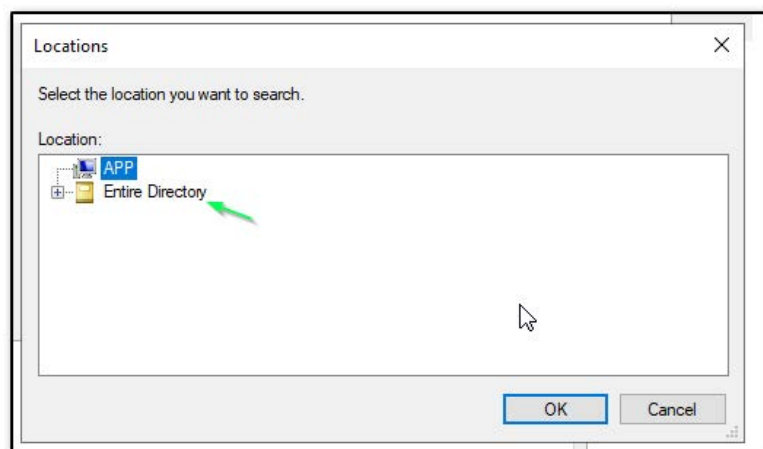 Locations
Select the location you want to search.
Location:
APP
Entire Directory
OK
Cancel